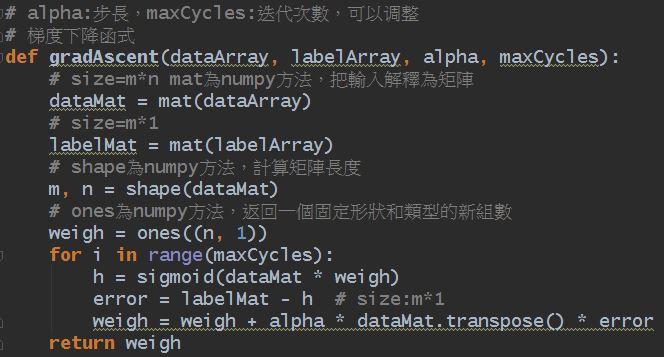 # alpha:步長，maxCycles:迭代次數，可以调整
# 梯度下降函式
def gradAscent(dataArray, labelArray, alpha, maxCycles):
    # size=m*n mat為numpy方法，把輸入解釋為矩陣
    dataMat = mat(dataArray)
    # size=m*1
    labelMat = mat(labelArray)
    # shape為numpy方法，計算矩陣長度
    m, n = shape(dataMat)
    # ones為numpy方法，返回一個固定形狀和類型的新組數
    weigh = ones((n, 1))
    for i in range(maxCycles):
        h = sigmoid(dataMat * weigh)
        error = labelMat - h  # size:m*1
        weigh = weigh + alpha * dataMat.transpose() * error
    return weigh